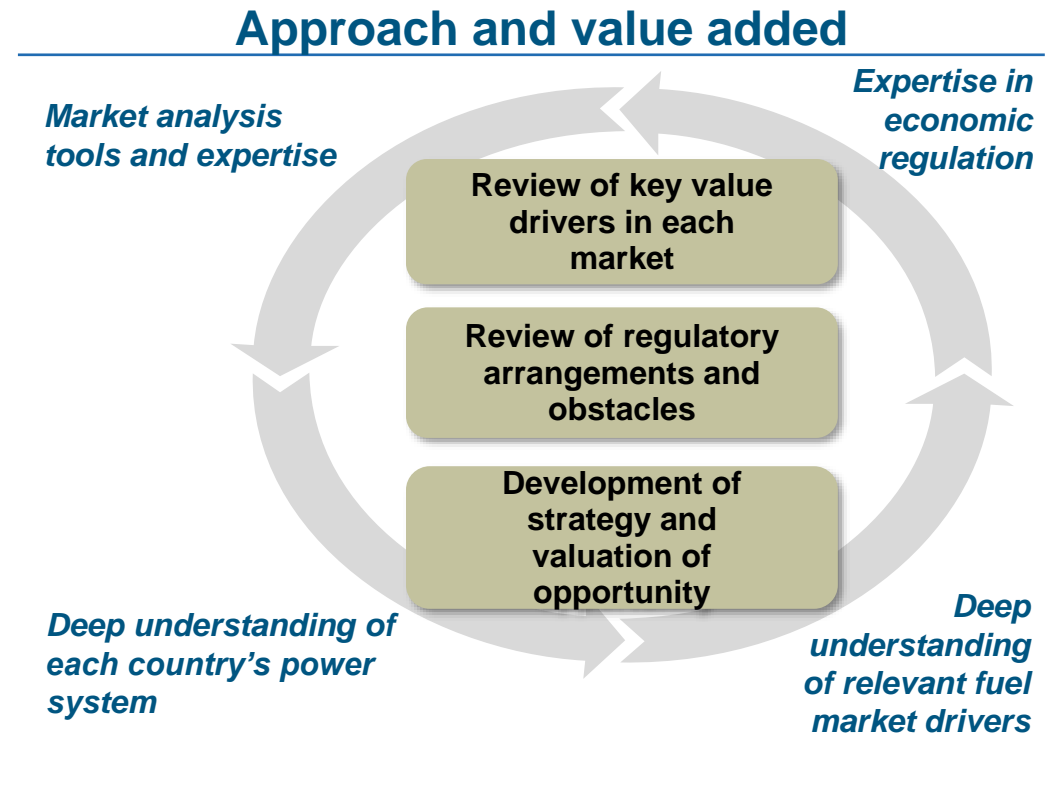 Approach and value added
Market analysis
tools and expertise
Expertise in
economic
regulation
Review of key value
drivers in each
market
Review of regulatory
arrangements and
obstacles
Development of
strategy and
valuation of
opportunity
Deep understanding of
each country’s power
system
Deep
understanding
of relevant fuel
market drivers